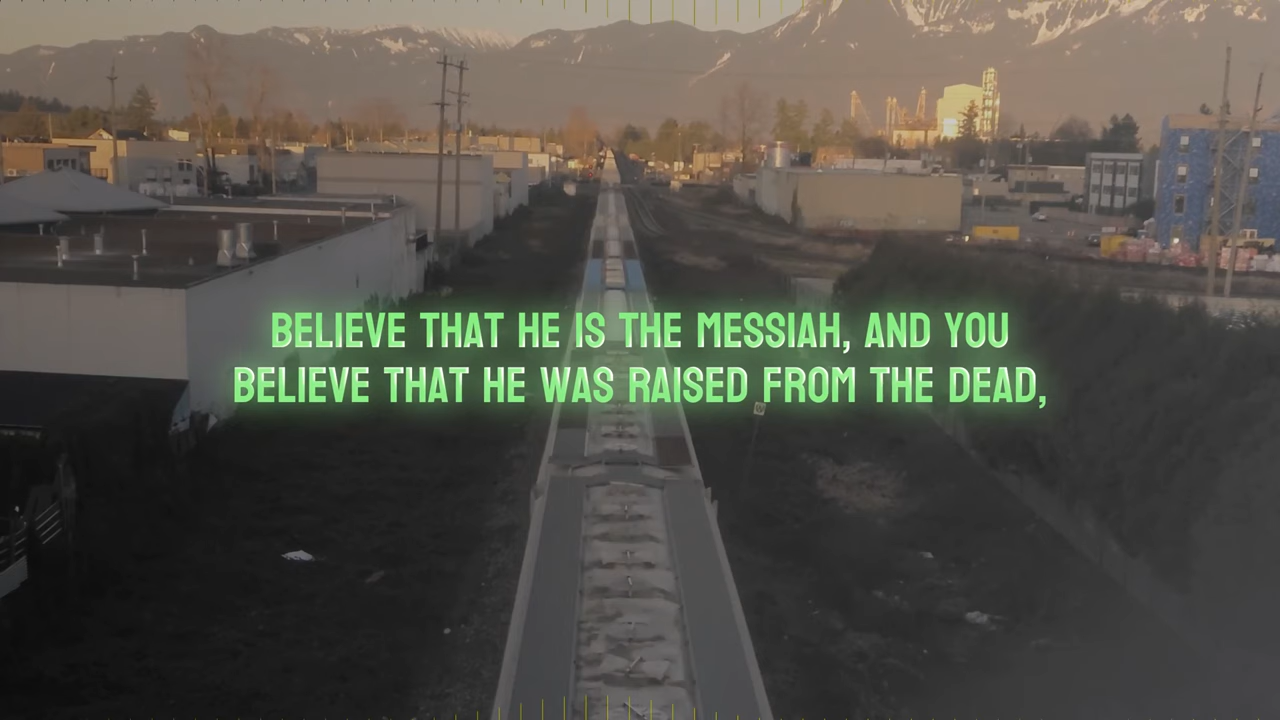 BELIEVE THAT HE IS THE MESSIAH, AND YOU
BELIEVE THAT HE WAS RAISED FROM THE DEAD,